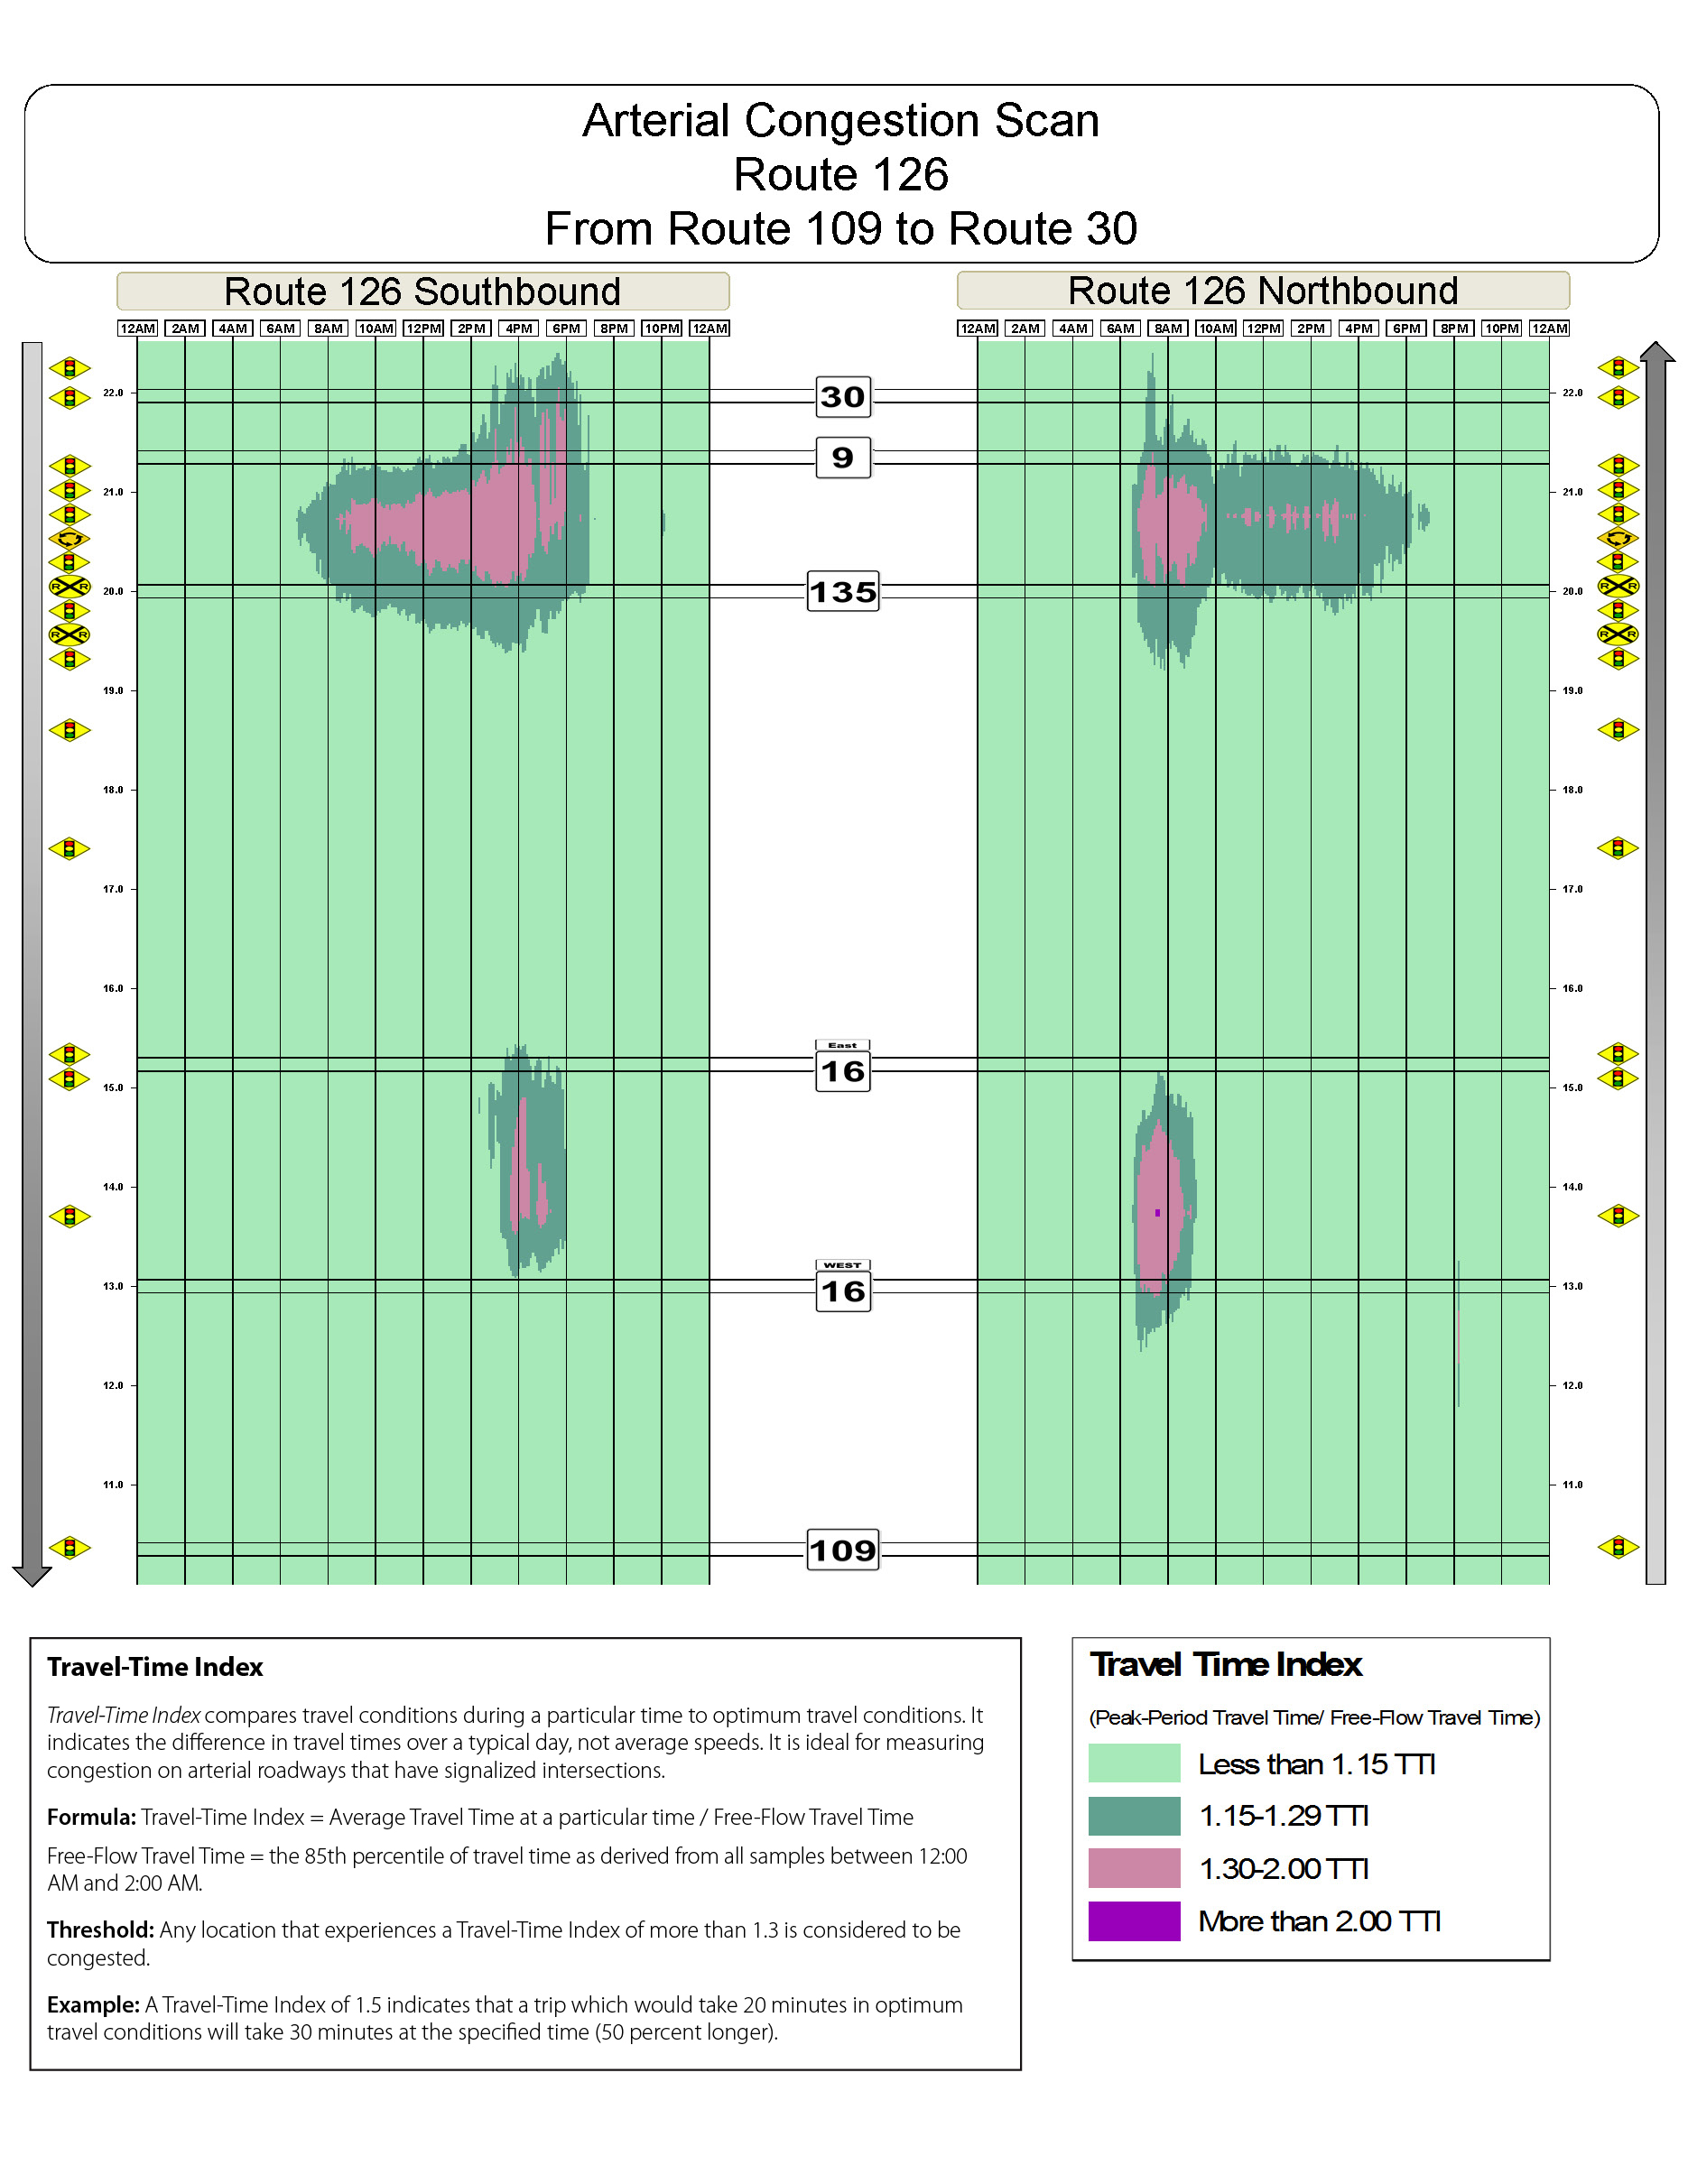 Arterial Congestion Scan
Route 126
From Route 109 to Route 30
Route 126 Southbound
Route 126 Northbound
12AM 2AM 4AM 6AM 8AM 10AM 12PM 2PM 4PM 6PM 8PM 10PM 12AM
12AM 2AM 4AM 6AM 8AM 10AM 12PM 2PM 4PM 6PM 8PM 10PM 12AM
22.0 30 22.0
9
21.0 21.0
R R R R
20.0 135 20.0
R R R R
19.0 19.0
18.0 18.0
17.0 17.0
16.0 16.0
East
16
15.0 15.0
14.0 14.0
WEST
13.0 16 13.0
12.0 12.0
11.0 11.0
109
Travel-Time Index
Travel-Time Index compares travel conditions during a particular time to optimum travel conditions. It
indicates the difference in travel times over a typical day, not average speeds. It is ideal for measuring
congestion on arterial roadways that have signalized intersections.
Formula: Travel-Time Index = Average Travel Time at a particular time / Free-Flow Travel Time
Free-Flow Travel Time = the 85th percentile of travel time as derived from all samples between 12:00
AM and 2:00 AM.
Threshold: Any location that experiences a Travel-Time Index of more than 1.3 is considered to be
congested.
Example: A Travel-Time Index of 1.5 indicates that a trip which would take 20 minutes in optimum
travel conditions will take 30 minutes at the specified time (50 percent longer).
Travel Time Index
(Peak-Period Travel Time/ Free-Flow Travel Time)
Less than 1.15 TTI
1.15-1.29 TTI
1.30-2.00 TTI
More than 2.00 TTI